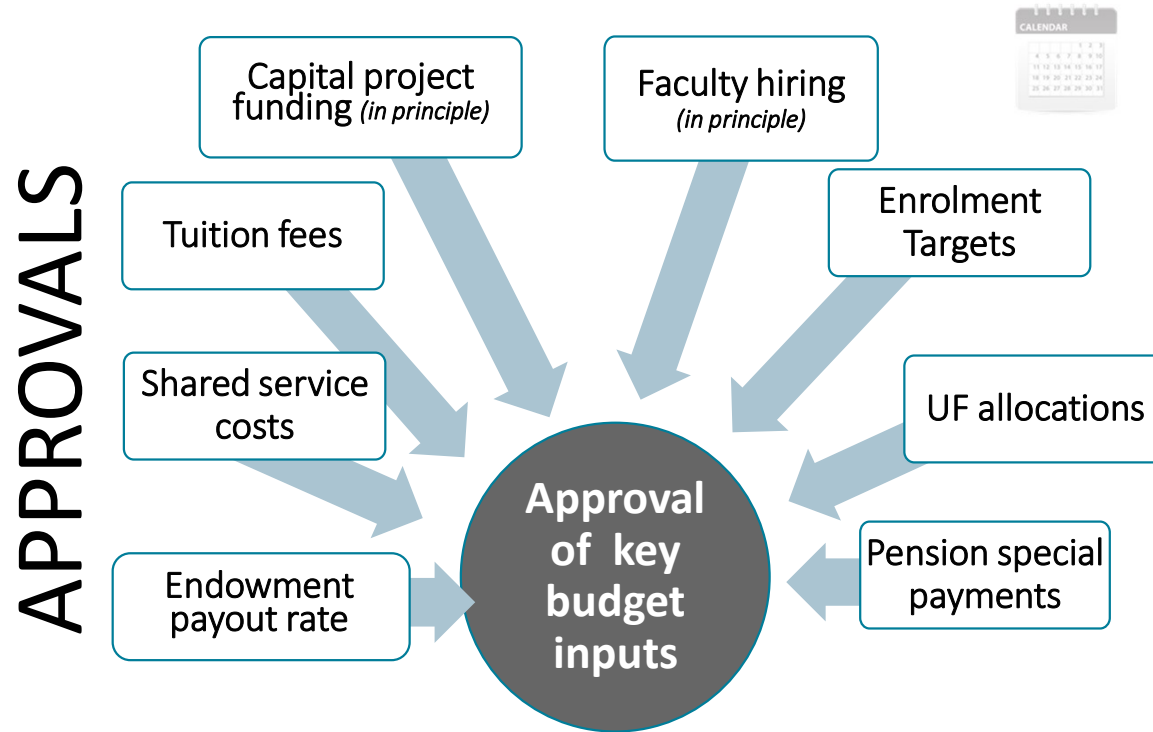 APPROVALS
CALENDAR
Capital project
funding (in principle)
Faculty hiring
(in principle)
Tuition fees
Enrolment
Targets
Shared service
costs
UF allocations
Endowment
payout rate
Pension special
payments
Approval
of key
budget
inputs